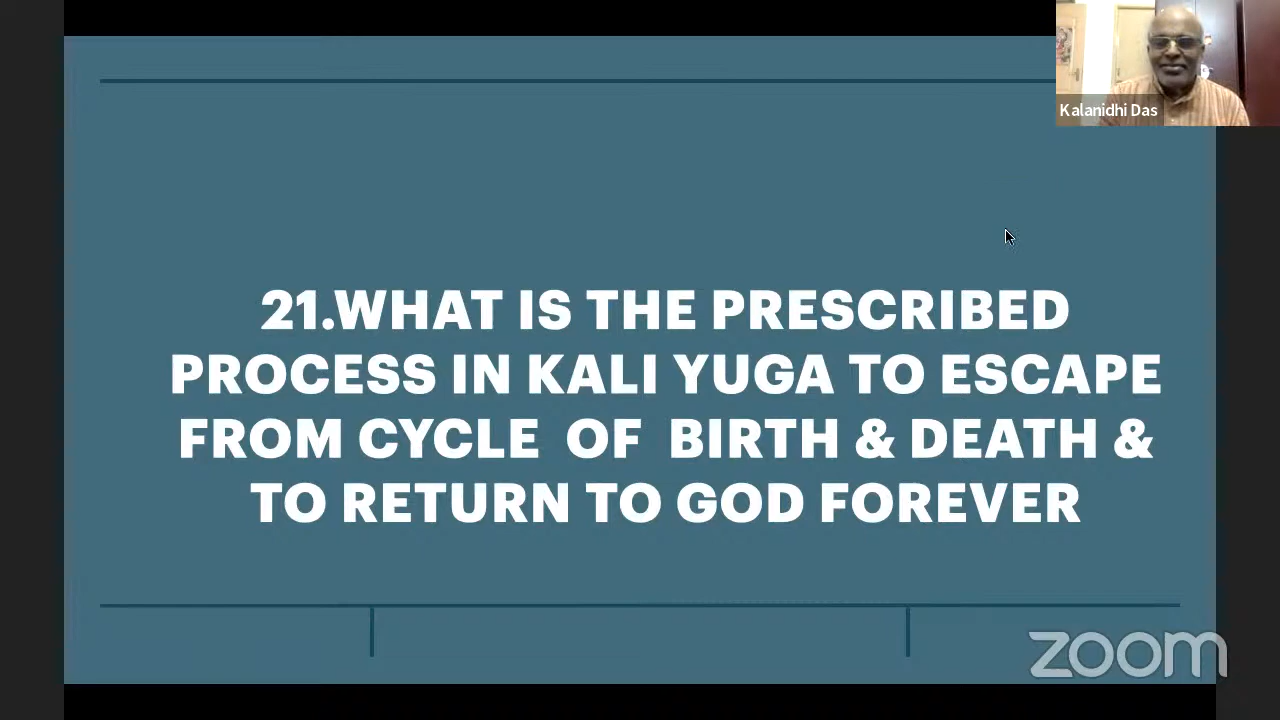 Kalanidhi Das
21.WHAT IS THE PRESCRIBED
PROCESS IN KALI YUGA TO ESCAPE
FROM CYCLE OF BIRTH & DEATH &
TO RETURN TO GOD FOREVER
zoom